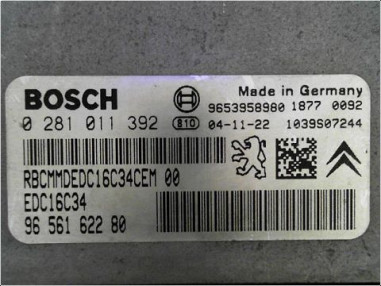 BOSCH
Made in Germany
9653958980 1877 0092
0 281 011 392 810 04-11-22 1039S07244
RBCMMDEDC16C34CEM 00
EDC16C34
96 561 622 80